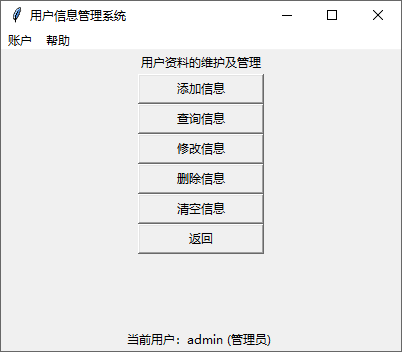 用户信息管理系统
账户 帮助
用户资料的维护及管理
添加信息
查询信息
修改信息
删除信息
清空信息
返回
当前用户：admin (管理员)